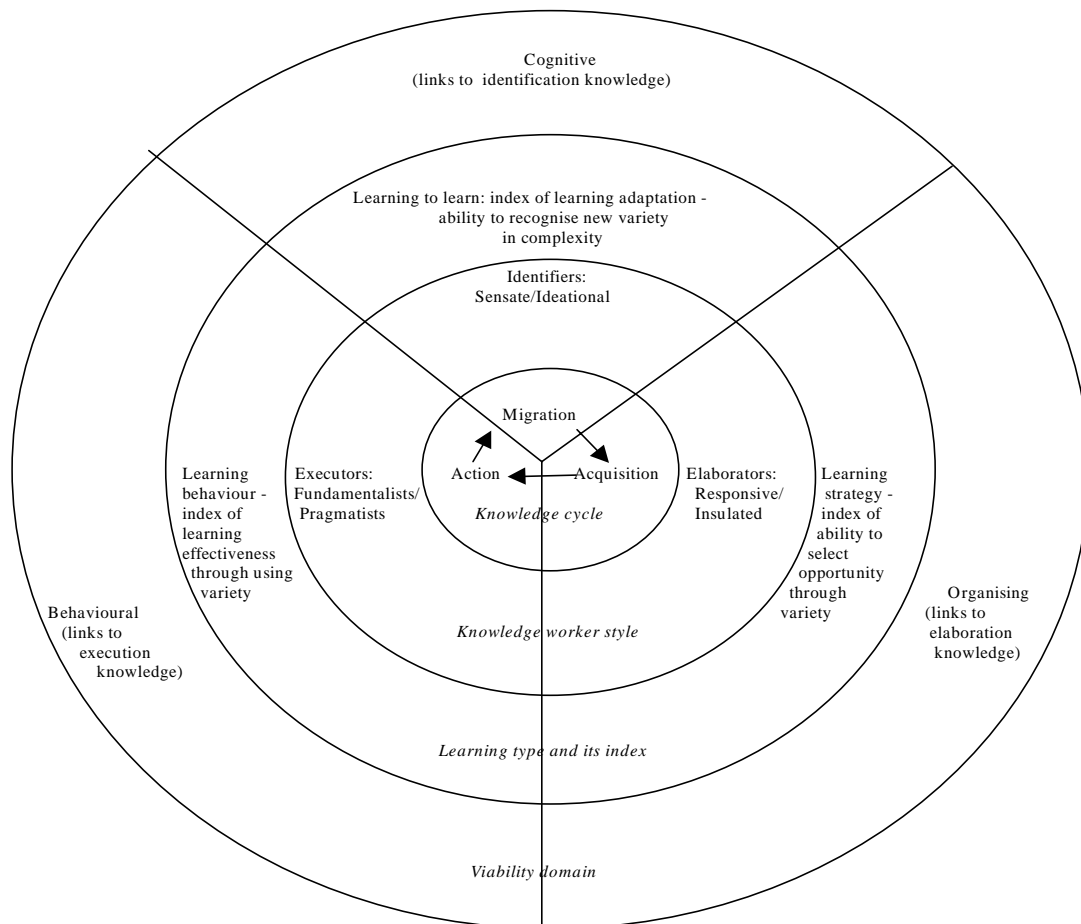 Cognitive
(links to identification knowledge)
Learning to learn: index of learning adaptation -
ability to recognise new variety
in complexity
Identifiers:
Sensate/Ideational
Migration
Action
Acquisition
Knowledge cycle
Executors:
Fundamentalists/
Pragmatists
Elaborators:
Responsive/
Insulated
Learning
behaviour -
index of
learning
effectiveness
through using
variety
Learning
strategy -
index of
ability to
select
opportunity
through
variety
Behavioural
(links to
execution
knowledge)
Organising
(links to
elaboration
knowledge)
Knowledge worker style
Learning type and its index
Viability domain